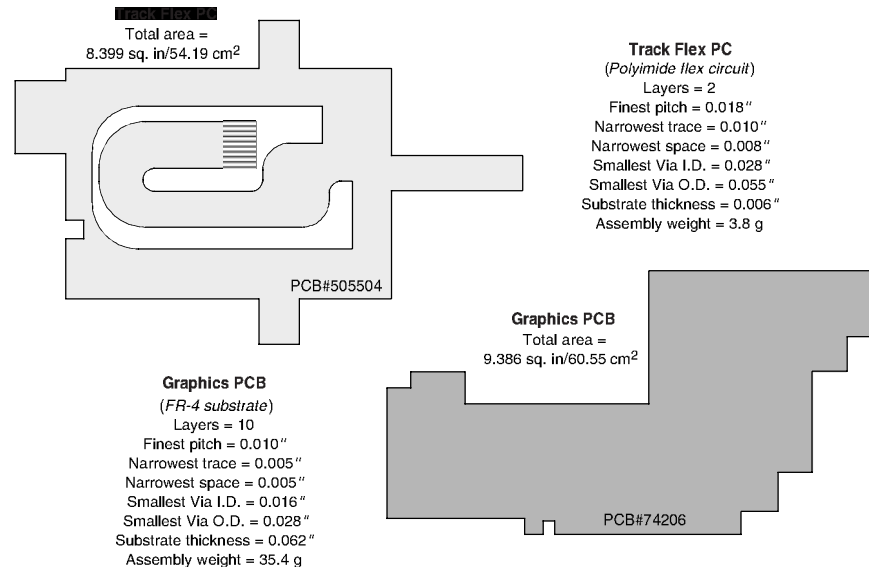 Track Flex PC
Total area =
8.399 sq. in/54.19 cm²
Track Flex PC
(Polyimide flex circuit)
Layers = 2
Finest pitch = 0.018″
Narrowest trace = 0.010″
Narrowest space = 0.008″
Smallest Via I.D. = 0.028″
Smallest Via O.D. = 0.055″
Substrate thickness = 0.006″
Assembly weight = 3.8 g
PCB#505504
Graphics PCB
Total area =
9.386 sq. in/60.55 cm²
Graphics PCB
(FR-4 substrate)
Layers = 10
Finest pitch = 0.010″
Narrowest trace = 0.005″
Narrowest space = 0.005″
Smallest Via I.D. = 0.016″
Smallest Via O.D. = 0.028″
Substrate thickness = 0.062″
Assembly weight = 35.4 g
PCB#74206